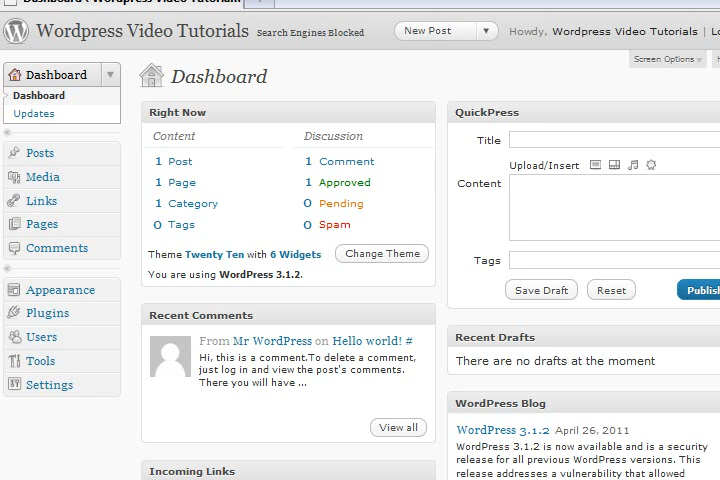 Wordpress Video Tutorials Search Engines Blocked New Post Howdy, Wordpress Video Tutorials |
Dashboard
Dashboard
Updates
Posts
Media
Links
Pages
Comments
Appearance
Plugins
Users
Tools
Settings
Screen Options
Dashboard
Right Now
Content Discussion
1 Post 1 Comment
1 Page 1 Approved
1 Category 0 Pending
0 Tags 0 Spam
Theme Twenty Ten with 6 Widgets Change Theme
You are using WordPress 3.1.2.
Recent Comments
From Mr WordPress on Hello world! #
Hi, this is a comment.To delete a comment,
just log in and view the post's comments.
There you will have ...
View all
Incoming Links
QuickPress
Title
Upload/Insert
Content
Tags
Save Draft Reset Publish
Recent Drafts
There are no drafts at the moment
WordPress Blog
WordPress 3.1.2 April 26, 2011
WordPress 3.1.2 is now available and is a security
release for all previous WordPress versions. This
release addresses a vulnerability that allowed